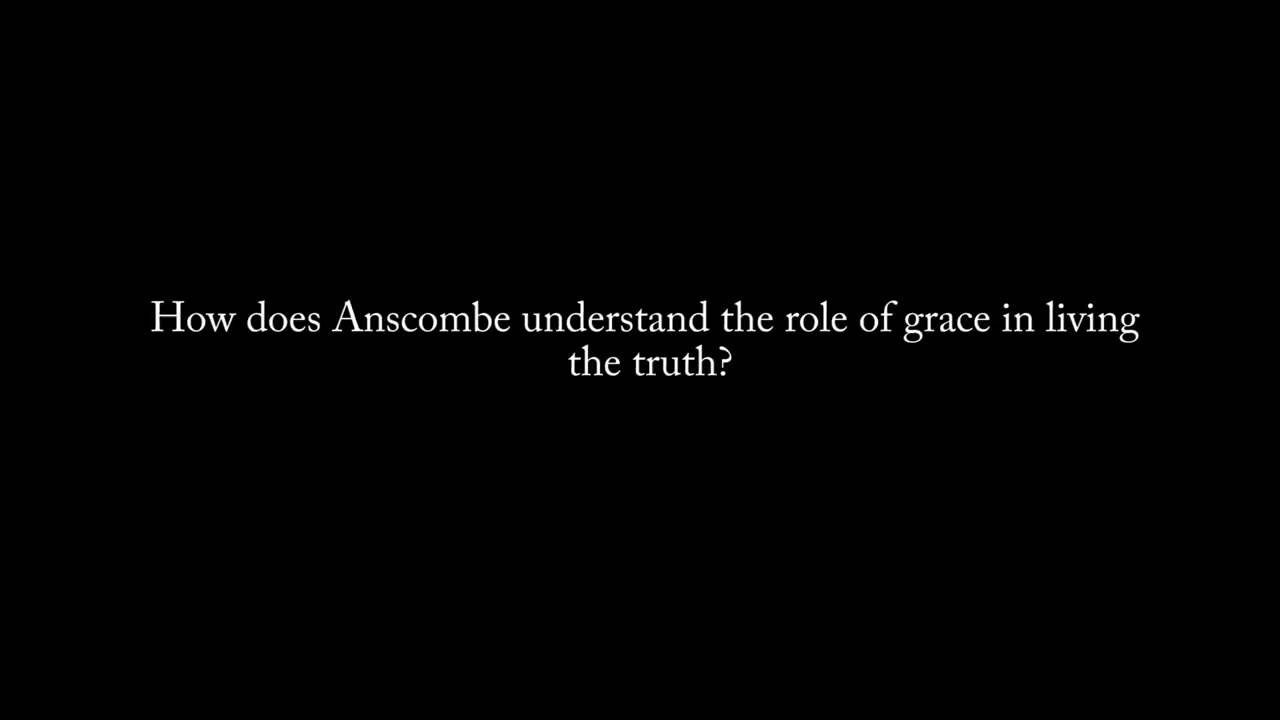 How does Anscombe understand the role of grace in living
the truth?